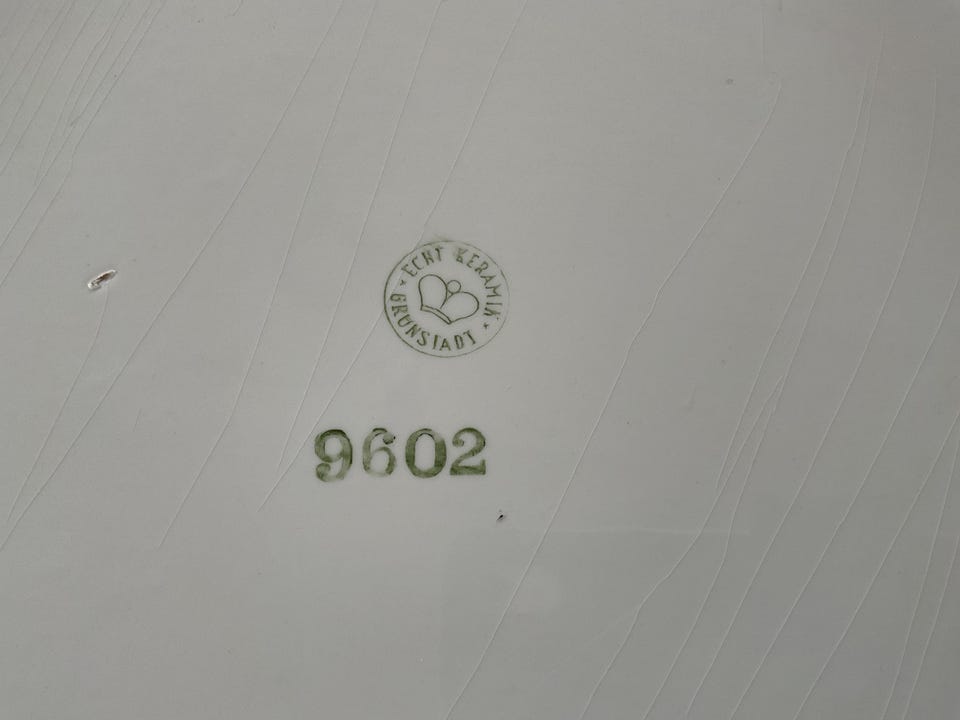 ECHT KERAMIK
GRÜNSTADT
9602